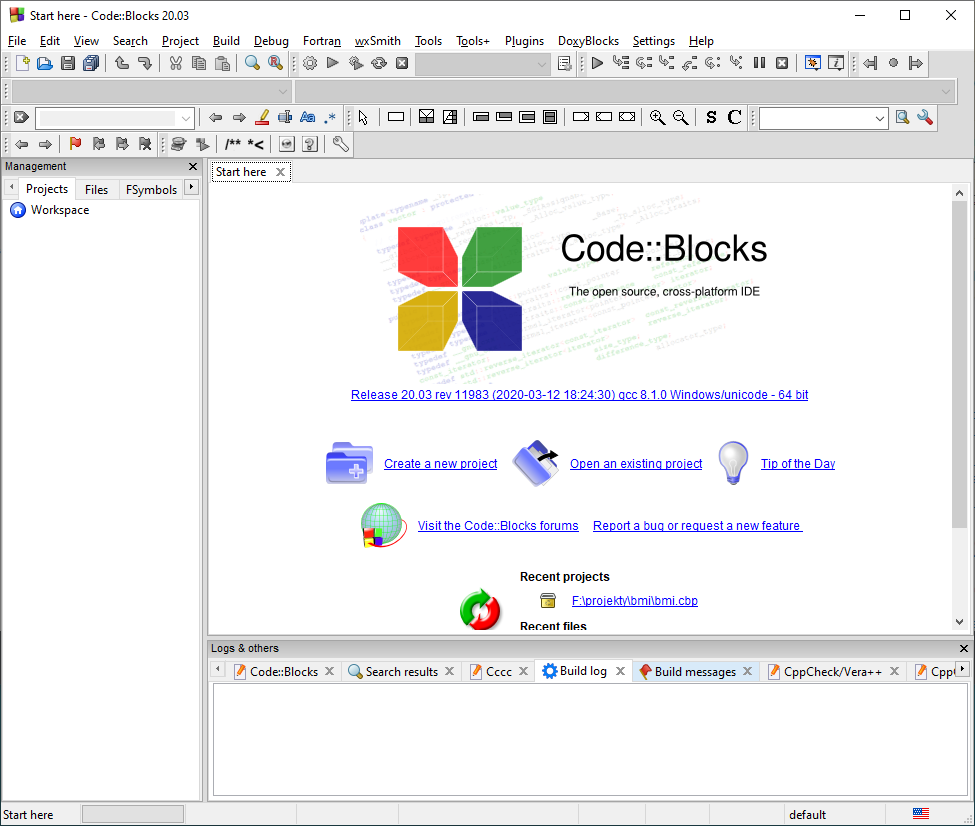 Start here - Code::Blocks 20.03
File Edit View Search Project Build Debug Fortran wxSmith Tools Tools+ Plugins DoxyBlocks Settings Help
Aa .*
S C
/** *<
Management
Start here
Projects Files FSymbols
Workspace
Code::Blocks
The open source, cross-platform IDE
Release 20.03 rev 11983 (2020-03-12 18:24:30) gcc 8.1.0 Windows/unicode - 64 bit
Create a new project Open an existing project Tip of the Day
Visit the Code::Blocks forums Report a bug or request a new feature
Recent projects
F:\projekty\bmi\bmi.cbp
Recent files
Logs & others
Code::Blocks Search results Cccc Build log Build messages CppCheck/Vera++
Start here default